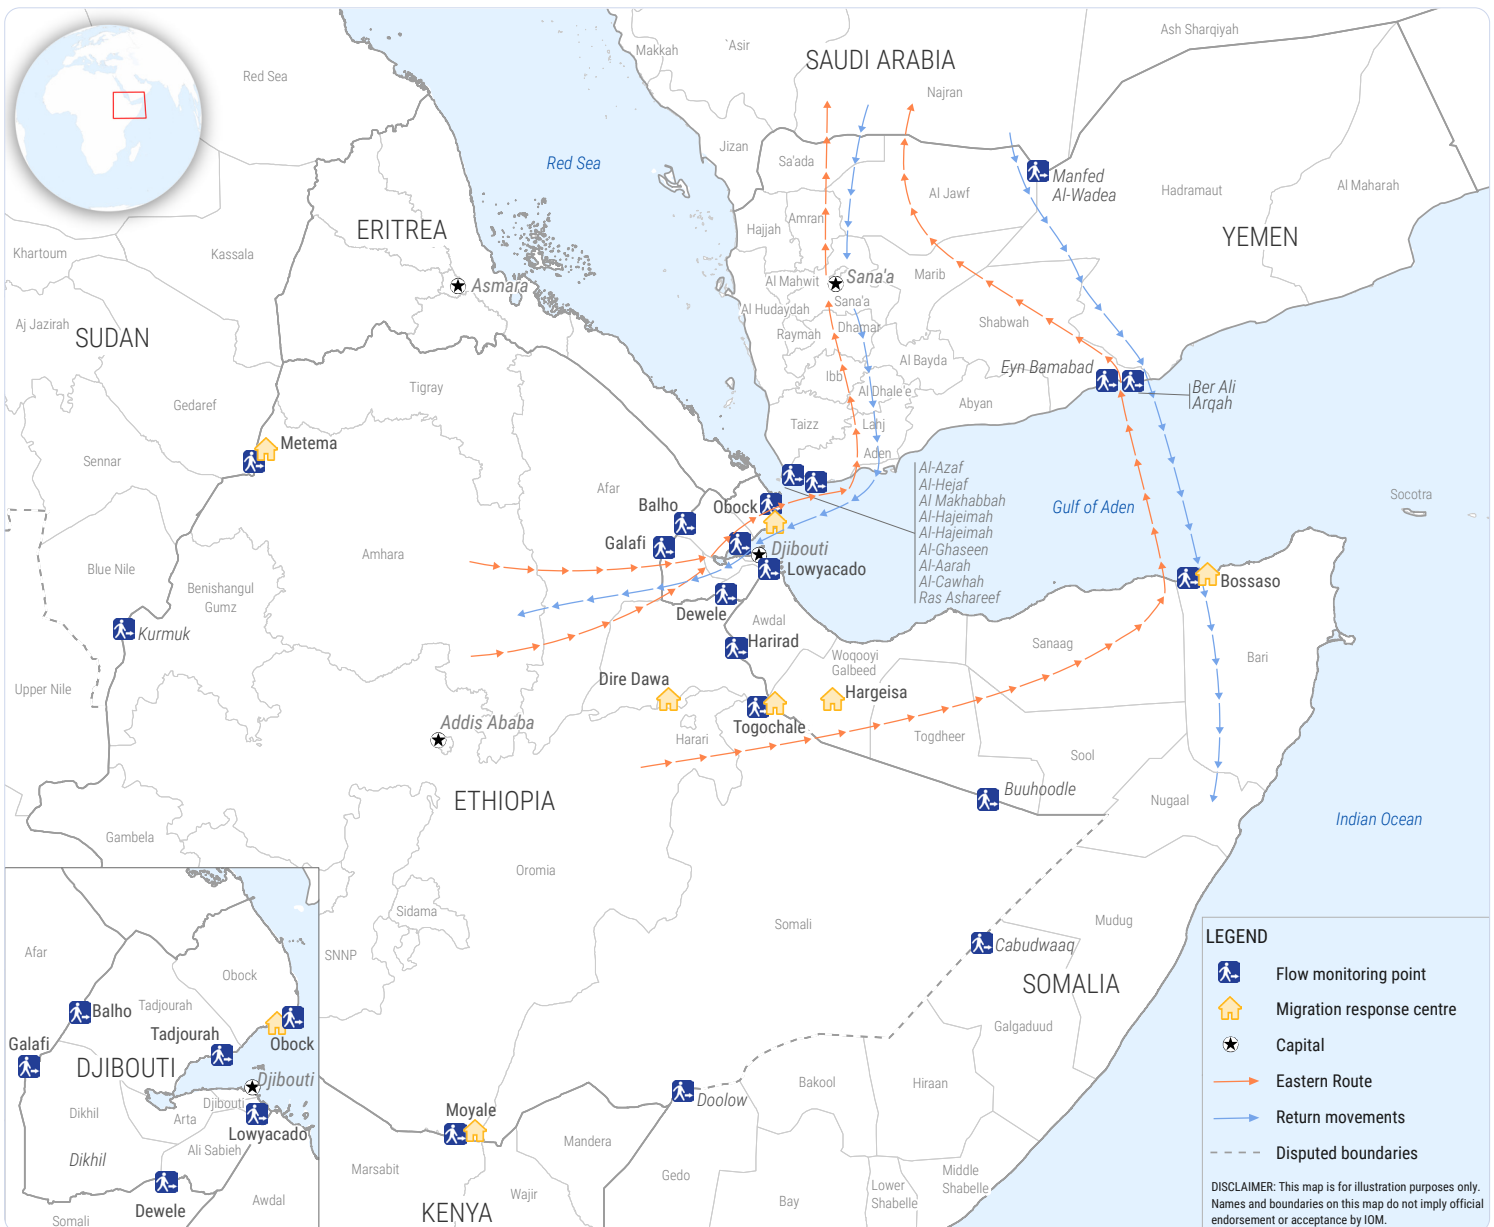 Ash Sharqiyah
'Asir
Makkah
SAUDI ARABIA
Red Sea
Najran
Jizan
Sa'ada
Red Sea
Manfed
Al-Wadea
Al Jawf
Hadramaut
Al Maharah
Amran
Hajjah
ERITREA
YEMEN
Khartoum
Kassala
Asmara
Al Mahwit
Sana'a
Marib
Sana'a
Al Hudaydah
Dhamar
Raymah
Shabwah
Aj Jazirah
SUDAN
Al Bayda
Eyn Bamabad
Ibb
Ber Ali
Arqah
Tigray
Al Dhale'e
Abyan
Gedaref
Taizz
Lahj
Metema
Aden
Sennar
Al-Azaf
Al-Hejaf
Al Makhabbah
Al-Hajeimah
Al-Hajeimah
Al-Ghaseen
Al-Aarah
Al-Cawhah
Ras Ashareef
Afar
Socotra
Balho
Obock
Gulf of Aden
Galafi
Djibouti
Amhara
Lowyacado
Blue Nile
Bossaso
Benishangul
Gumz
Dewele
Awdal
Kurmuk
Harirad
Sanaag
Woqooyi
Galbeed
Bari
Dire Dawa
Upper Nile
Hargeisa
Addis Ababa
Togochale
Harari
Togdheer
Sool
ETHIOPIA
Buuhoodle
Nugaal
Indian Ocean
Gambela
Oromia
Sidama
Somali
Mudug
SNNP
Cabudwaaq
SOMALIA
Galgaduud
Bakool
Hiraan
Doolow
Moyale
Mandera
Marsabit
Wajir
Gedo
Bay
Lower
Shabelle
Middle
Shabelle
KENYA
Afar
Obock
Tadjourah
Balho
Tadjourah
Galafi
Obock
DJIBOUTI
Djibouti
Dikhil
Djibouti
Arta
Lowyacado
Ali Sabieh
Dikhil
Dewele
Awdal
Somali
LEGEND
Flow monitoring point
Migration response centre
Capital
Eastern Route
Return movements
Disputed boundaries
DISCLAIMER: This map is for illustration purposes only.
Names and boundaries on this map do not imply official
endorsement or acceptance by IOM.